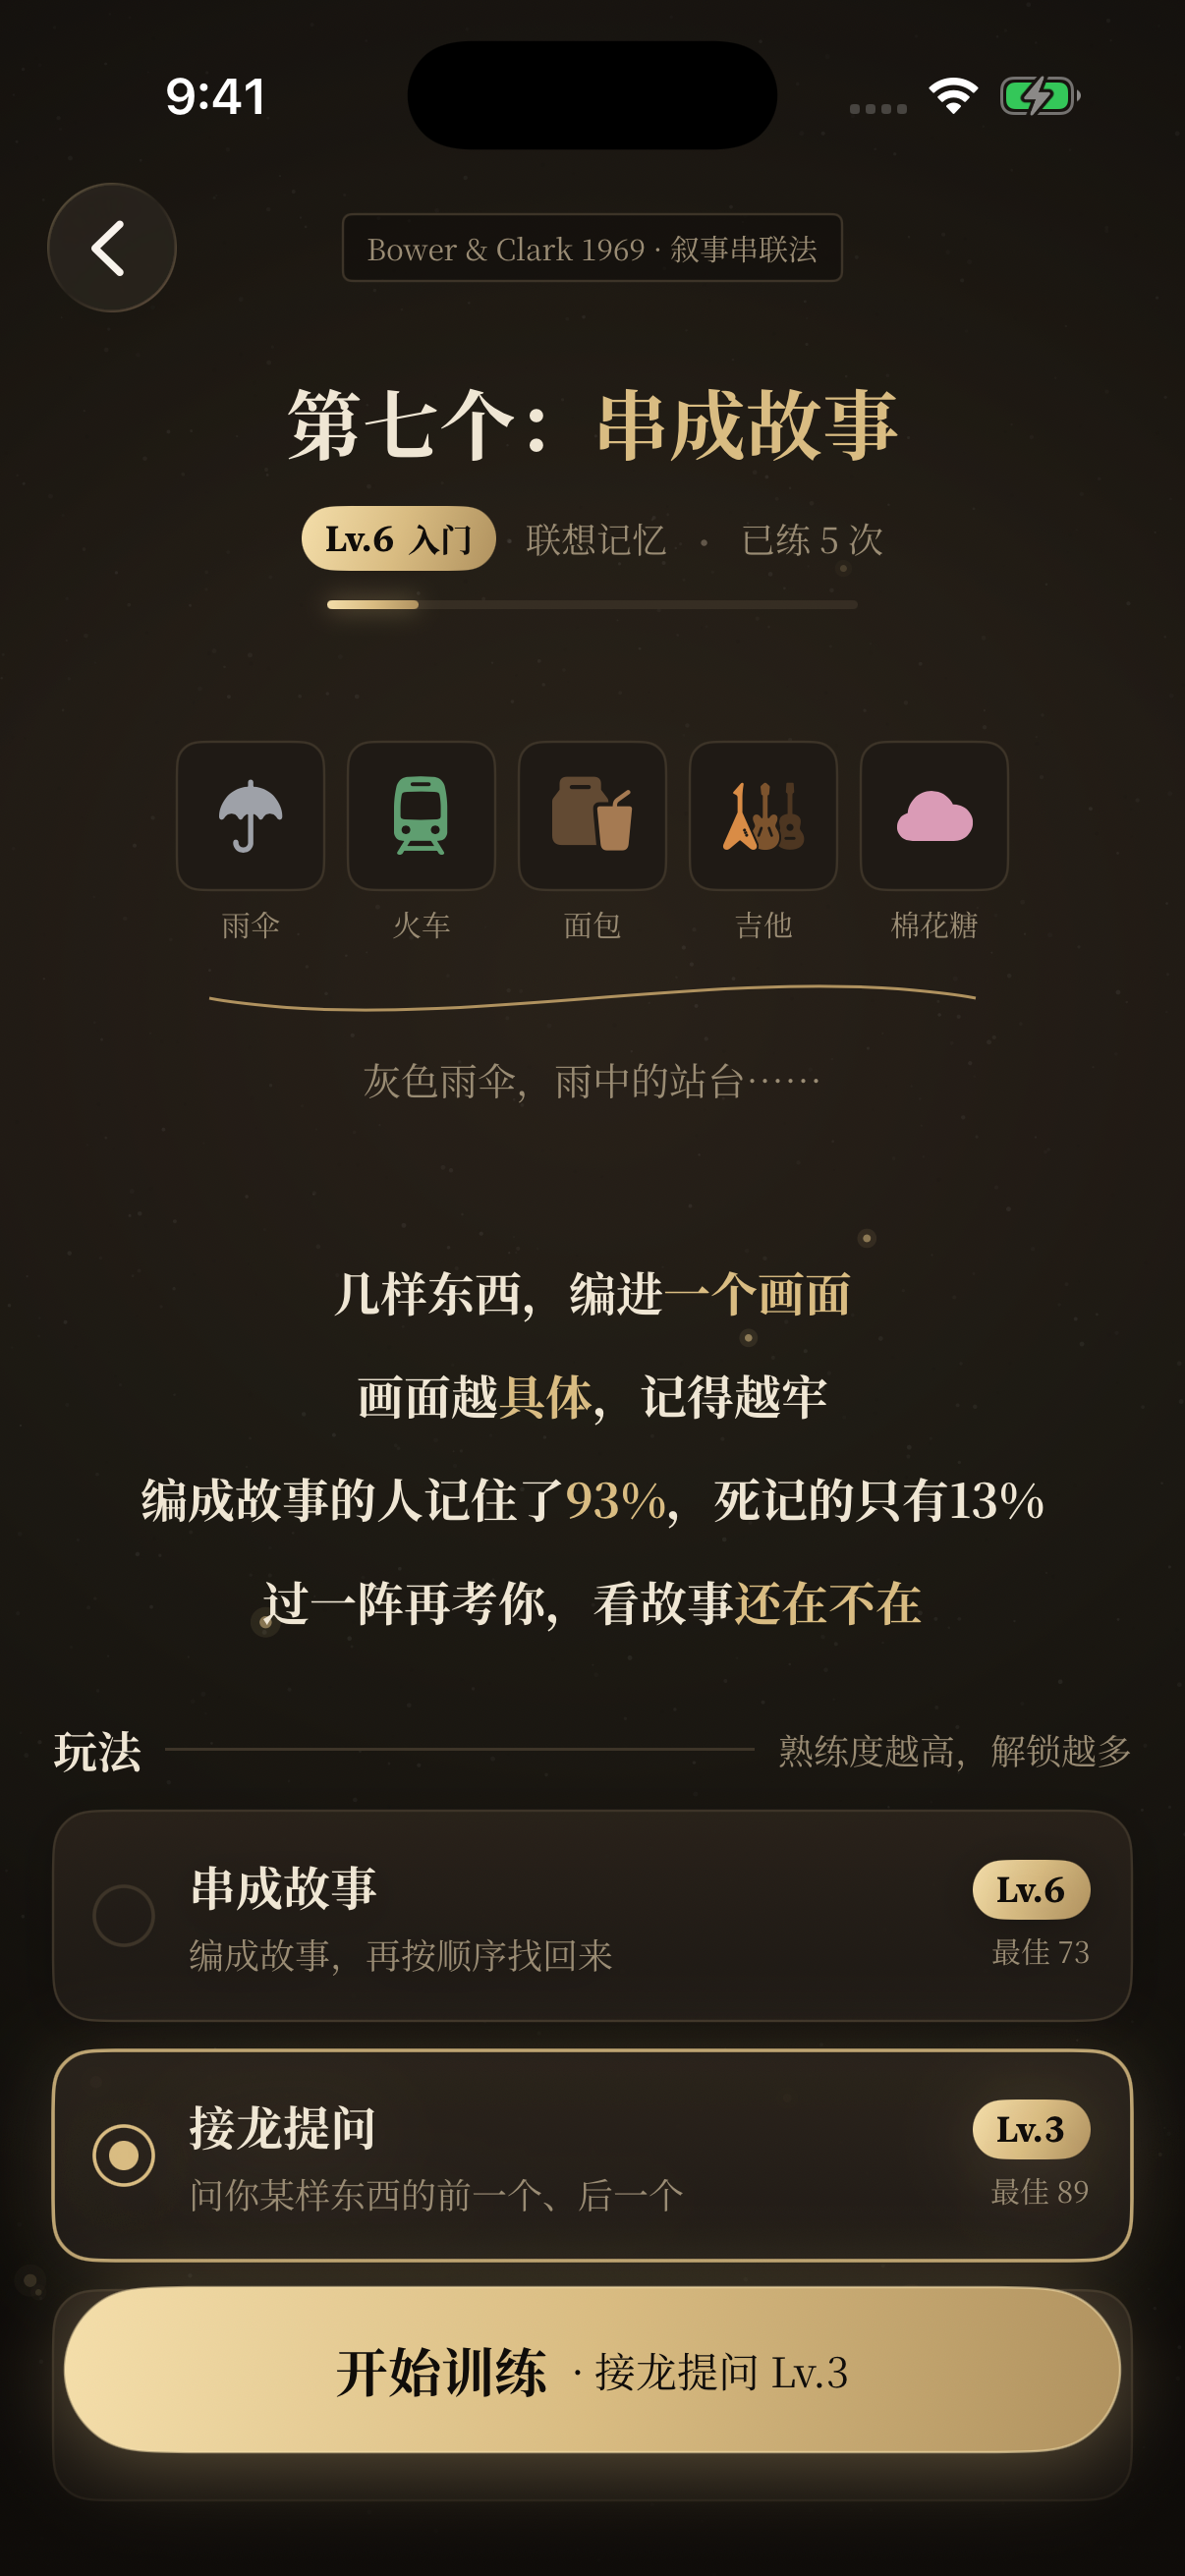 9:41
Bower & Clark 1969 · 叙事串联法
第七个：串成故事
Lv.6 入门 · 联想记忆 · 已练 5 次
雨伞 火车 面包 吉他 棉花糖
灰色雨伞，雨中的站台……
几样东西，编进一个画面
画面越具体，记得越牢
编成故事的人记住了93%，死记的只有13%
过一阵再考你，看故事还在不在
玩法 熟练度越高，解锁越多
串成故事 Lv.6
编成故事，再按顺序找回来 最佳 73
接龙提问 Lv.3
问你某样东西的前一个、后一个 最佳 89
开始训练 · 接龙提问 Lv.3